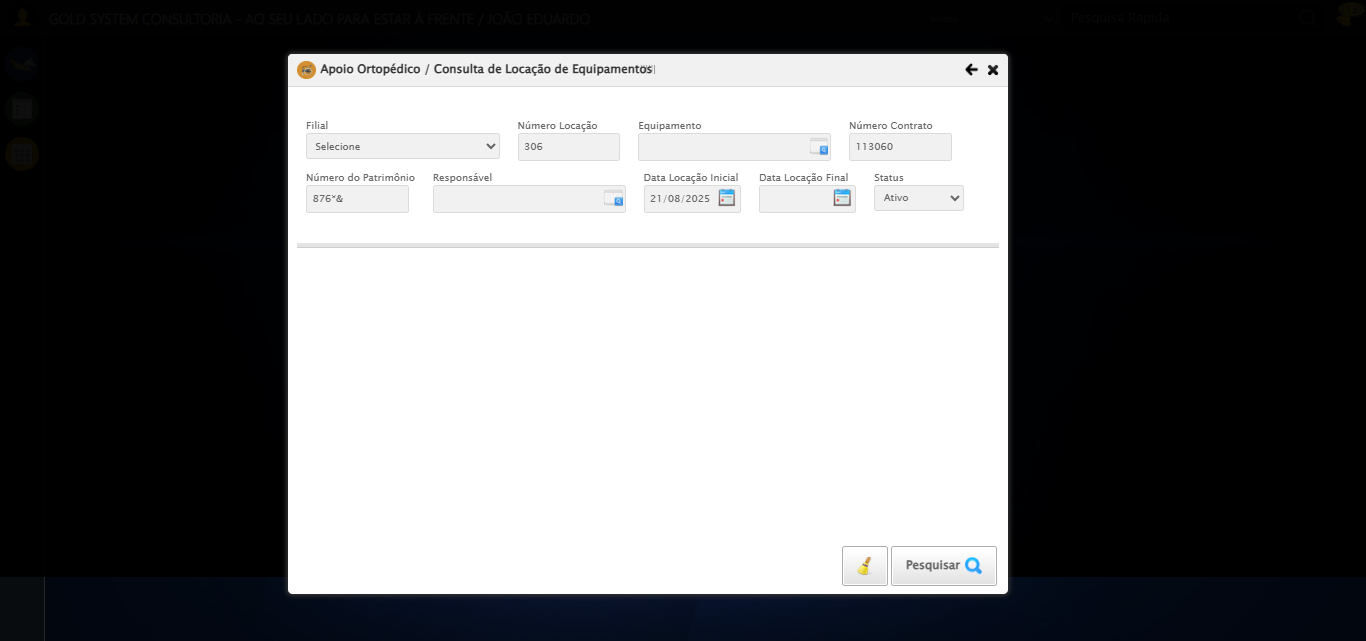 GOLD SYSTEM CONSULTORIA - AO SEU LADO PARA ESTAR À FRENTE / JOÃO EDUARDO
Pesquisa Rápida
Apoio Ortopédico / Consulta de Locação de Equipamentos
Filial Número Locação Equipamento Número Contrato
Selecione 306 113060
Número do Patrimônio Responsável Data Locação Inicial Data Locação Final Status
876*& 21/08/2025 Ativo
Pesquisar